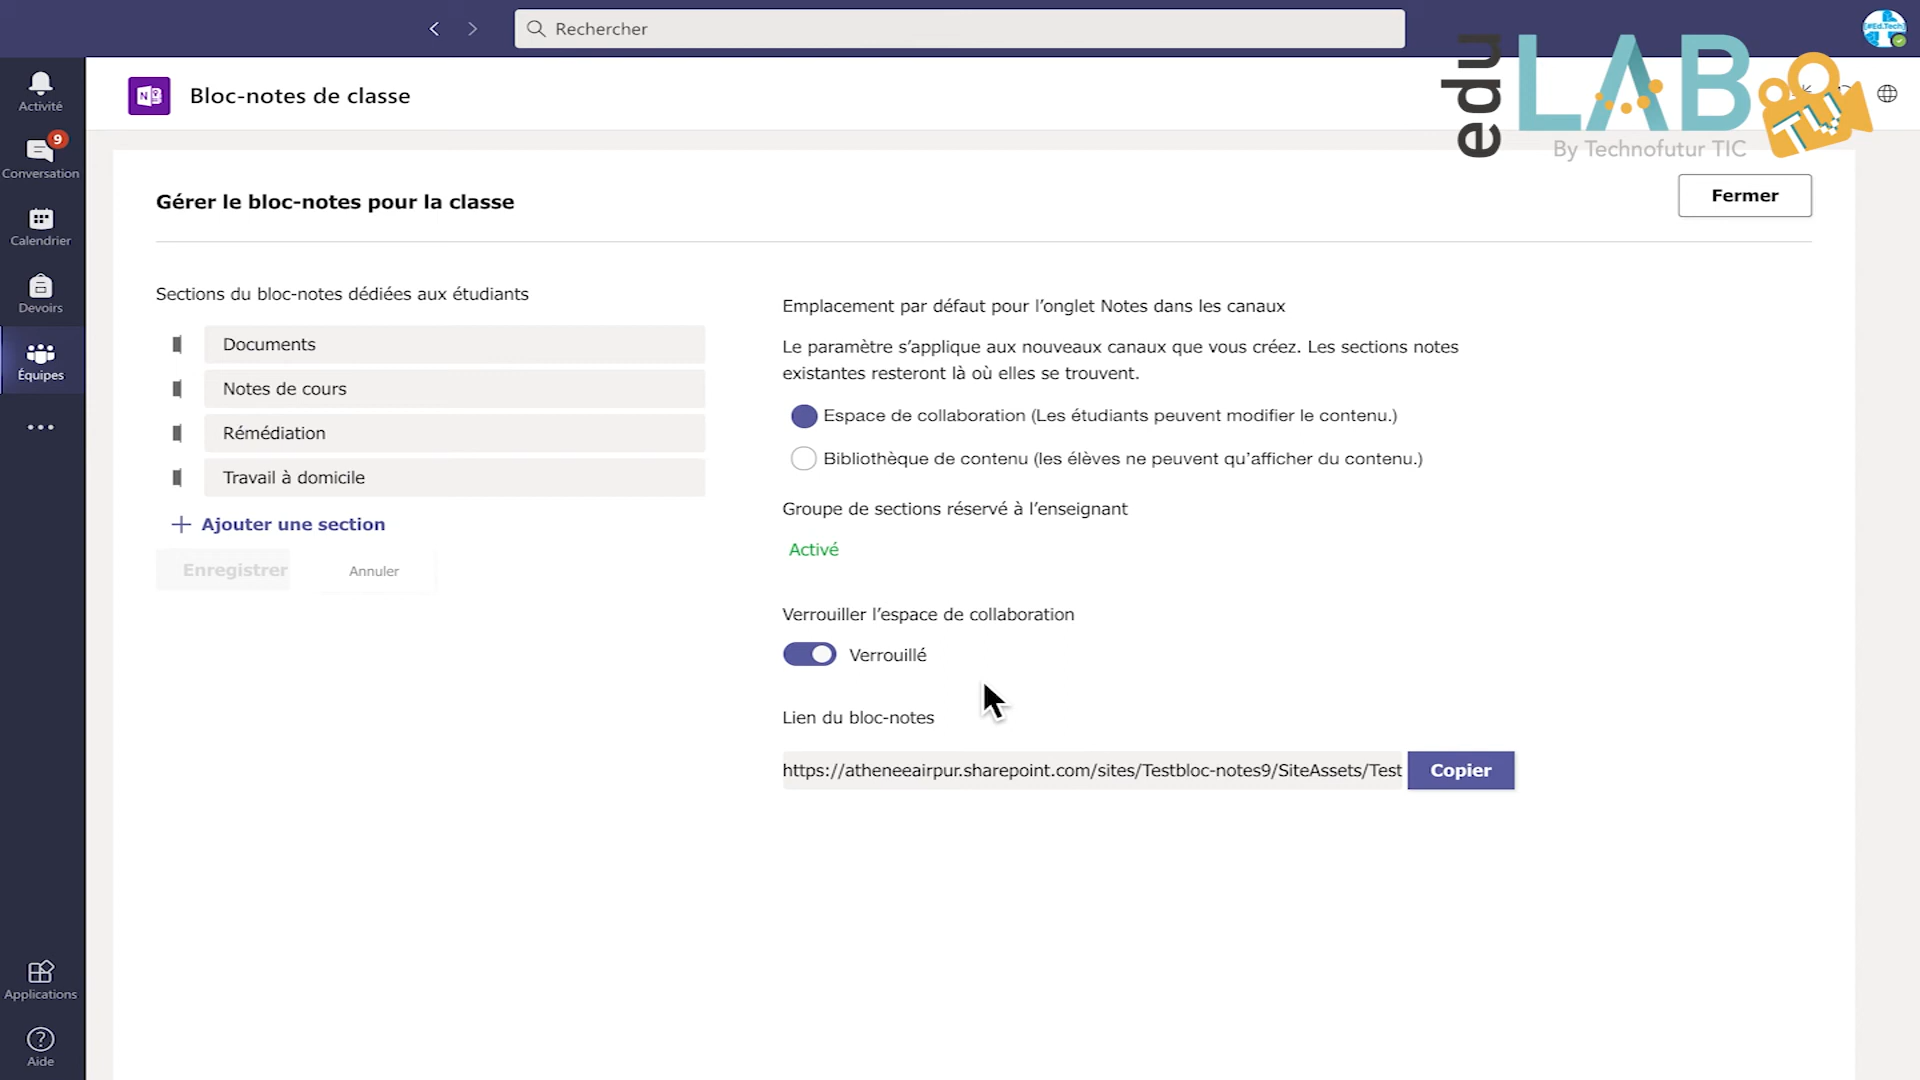 Rechercher
#Ed.Tech
edu
LAB
By Technofutur TIC
TU
Activité
9
Conversation
Calendrier
Devoirs
Équipes
Applications
Aide
N
Bloc-notes de classe
Gérer le bloc-notes pour la classe
Fermer
Sections du bloc-notes dédiées aux étudiants
Documents
Notes de cours
Rémédiation
Travail à domicile
Ajouter une section
Enregistrer
Annuler
Emplacement par défaut pour l’onglet Notes dans les canaux
Le paramètre s’applique aux nouveaux canaux que vous créez. Les sections notes
existantes resteront là où elles se trouvent.
Espace de collaboration (Les étudiants peuvent modifier le contenu.)
Bibliothèque de contenu (les élèves ne peuvent qu’afficher du contenu.)
Groupe de sections réservé à l’enseignant
Activé
Verrouiller l’espace de collaboration
Verrouillé
Lien du bloc-notes
https://atheneeairpur.sharepoint.com/sites/Testbloc-notes9/SiteAssets/Test
Copier